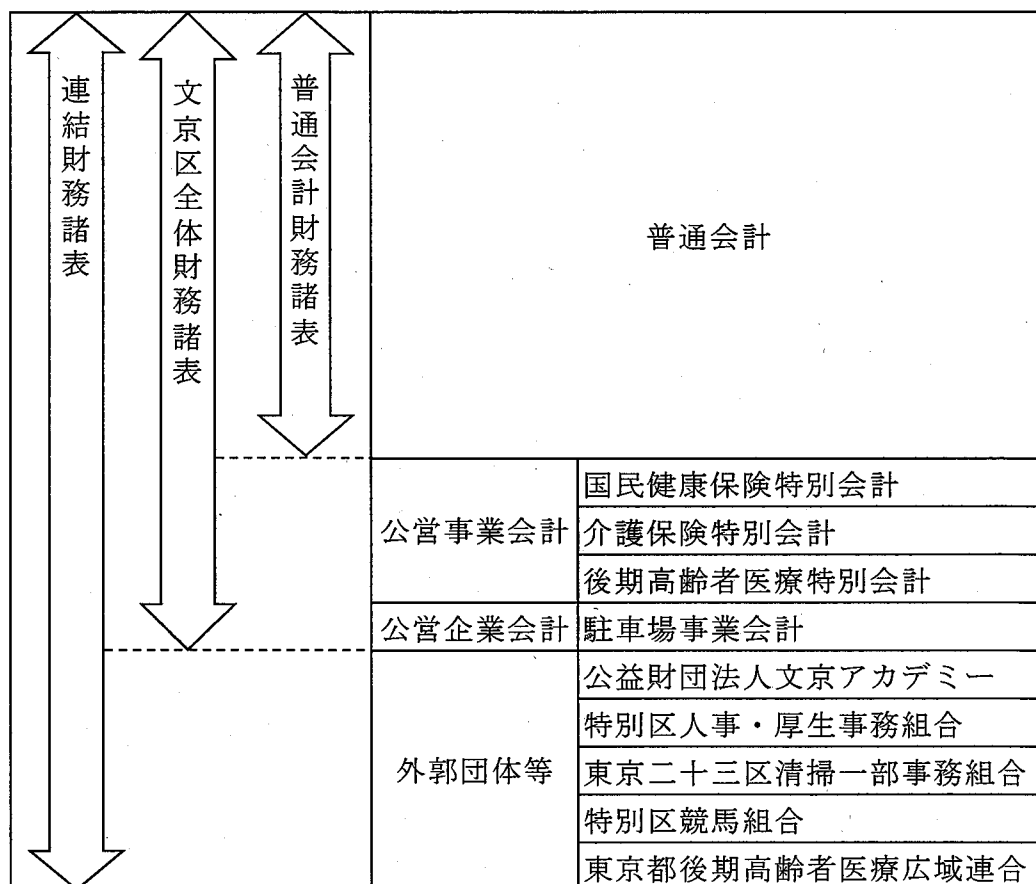 連結財務諸表
文京区全体財務諸表
普通会計財務諸表
普通会計
公営事業会計
国民健康保険特別会計
介護保険特別会計
後期高齢者医療特別会計
公営企業会計
駐車場事業会計
外郭団体等
公益財団法人文京アカデミー
特別区人事・厚生事務組合
東京二十三区清掃一部事務組合
特別区競馬組合
東京都後期高齢者医療広域連合